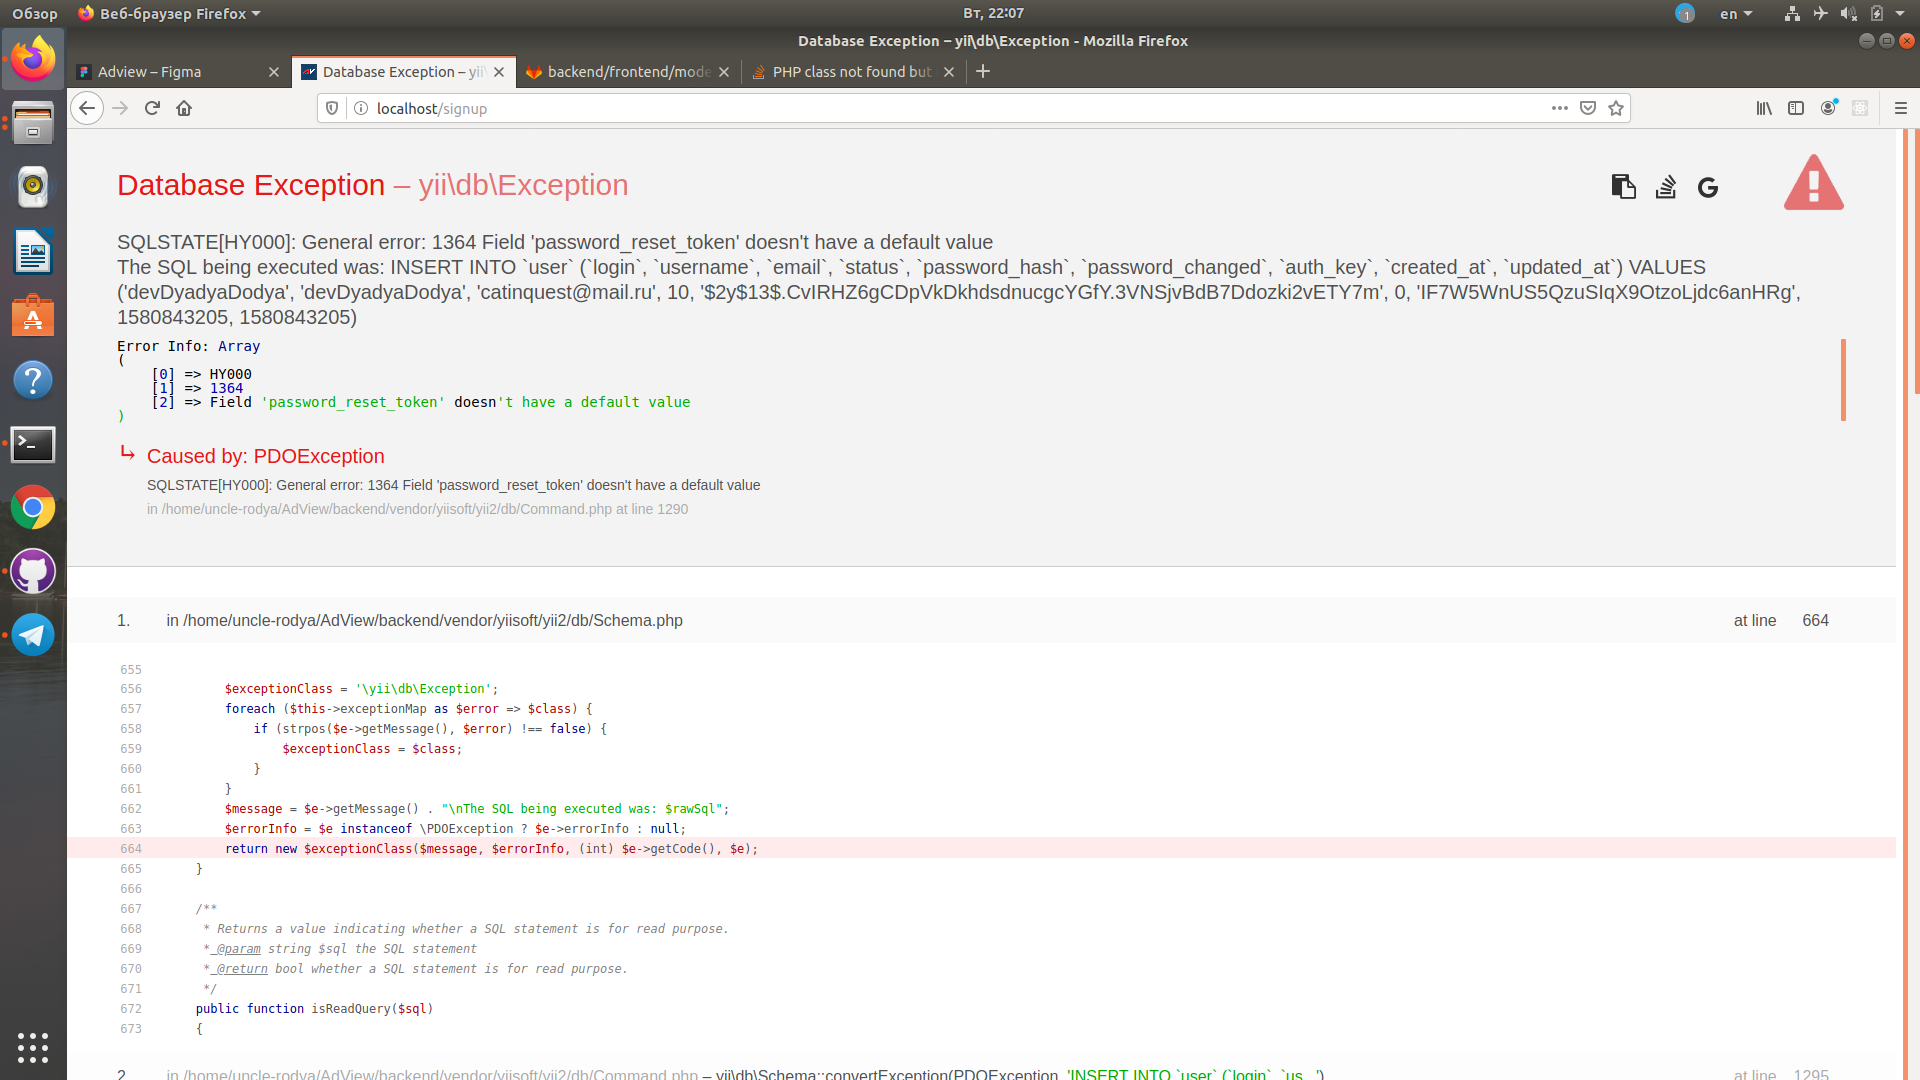 Обзор
Веб-браузер Firefox
Вт, 22:07
1
en
Database Exception – yii\db\Exception - Mozilla Firefox
Adview – Figma
Database Exception – yii\
backend/frontend/mode
PHP class not found but
localhost/signup
Database Exception – yii\db\Exception
SQLSTATE[HY000]: General error: 1364 Field 'password_reset_token' doesn't have a default value
The SQL being executed was: INSERT INTO `user` (`login`, `username`, `email`, `status`, `password_hash`, `password_changed`, `auth_key`, `created_at`, `updated_at`) VALUES
('devDyadyaDodya', 'devDyadyaDodya', 'catinquest@mail.ru', 10, '$2y$13$.CvIRHZ6gCDpVkDkhdsdnucgcYGfY.3VNSjvBdB7Ddozki2vETY7m', 0, 'IF7W5WnUS5QzuSIqX9OtzoLjdc6anHRg',
1580843205, 1580843205)
Error Info: Array
(
[0] => HY000
[1] => 1364
[2] => Field 'password_reset_token' doesn't have a default value
)
Caused by: PDOException
SQLSTATE[HY000]: General error: 1364 Field 'password_reset_token' doesn't have a default value
in /home/uncle-rodya/AdView/backend/vendor/yiisoft/yii2/db/Command.php at line 1290
1. in /home/uncle-rodya/AdView/backend/vendor/yiisoft/yii2/db/Schema.php at line 664
655
656 $exceptionClass = '\yii\db\Exception';
657 foreach ($this->exceptionMap as $error => $class) {
658 if (strpos($e->getMessage(), $error) !== false) {
659 $exceptionClass = $class;
660 }
661 }
662 $message = $e->getMessage() . "\nThe SQL being executed was: $rawSql";
663 $errorInfo = $e instanceof \PDOException ? $e->errorInfo : null;
664 return new $exceptionClass($message, $errorInfo, (int) $e->getCode(), $e);
665 }
666
667 /**
668 * Returns a value indicating whether a SQL statement is for read purpose.
669 * @param string $sql the SQL statement
670 * @return bool whether a SQL statement is for read purpose.
671 */
672 public function isReadQuery($sql)
673 {
2. in /home/uncle-rodya/AdView/backend/vendor/yiisoft/yii2/db/Command.php – yii\db\Schema::convertException(PDOException, 'INSERT INTO `user` (`login`, `us...') at line 1295